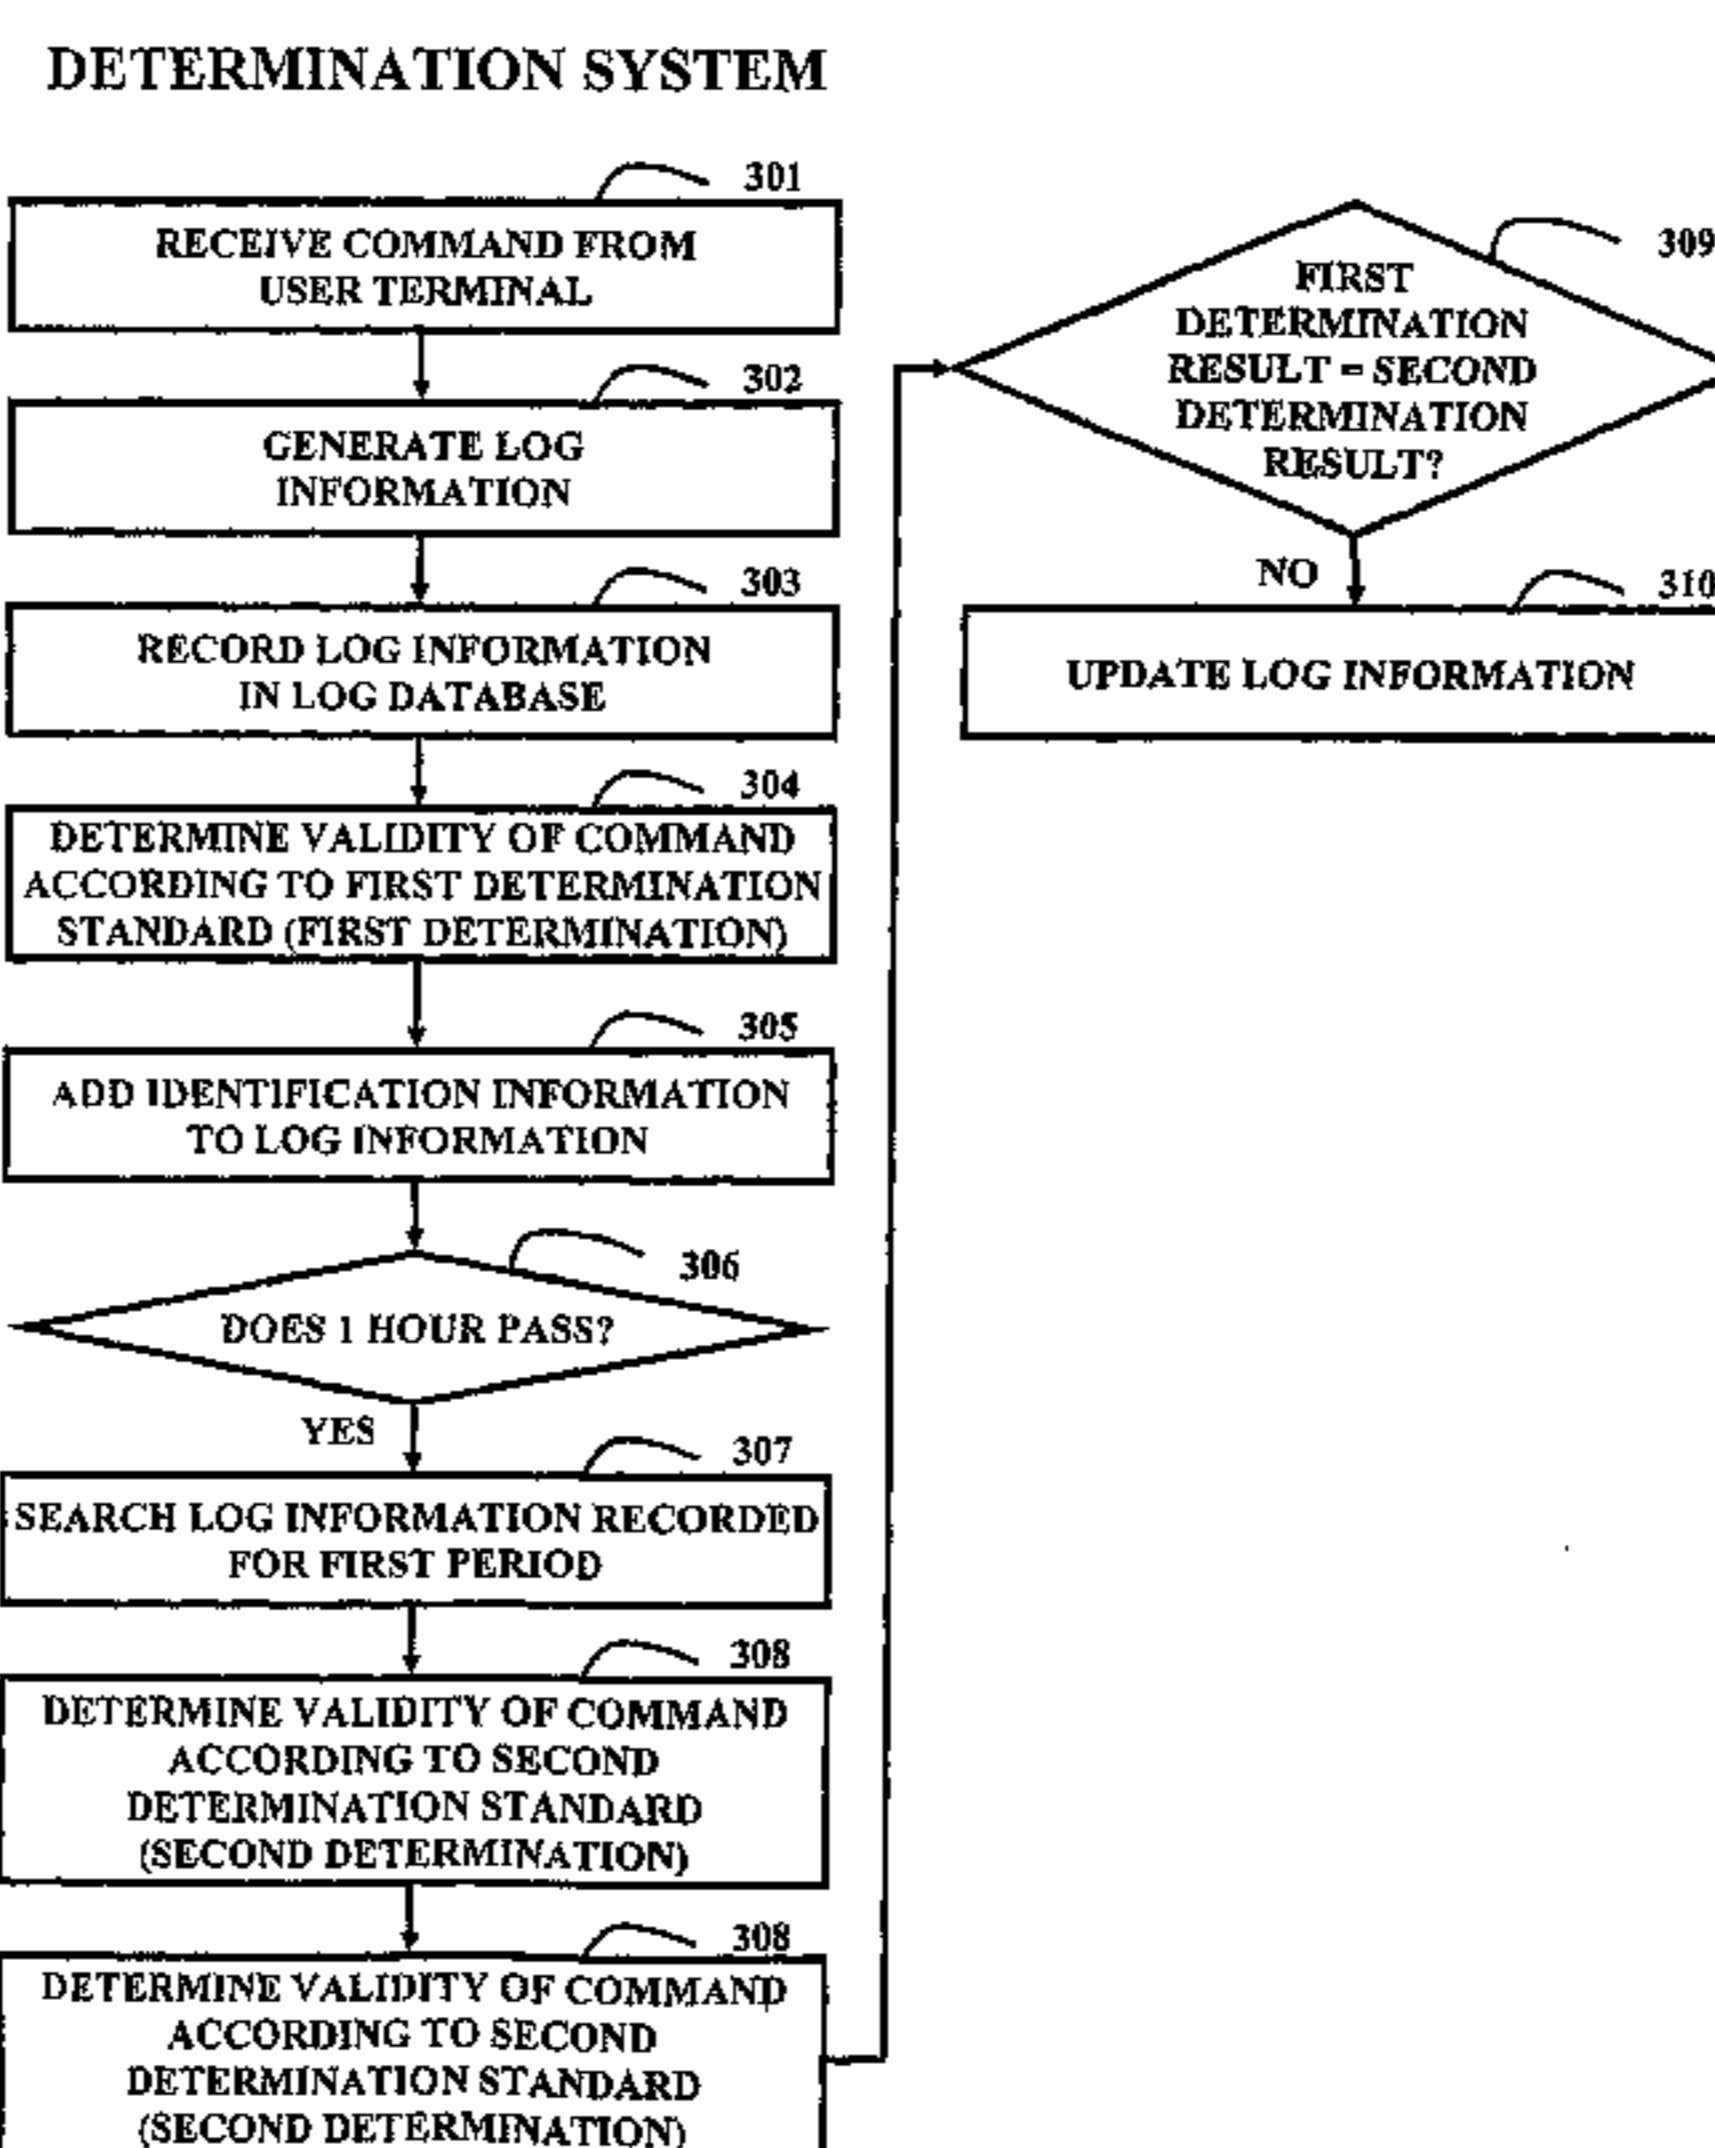 DETERMINATION SYSTEM
301
RECEIVE COMMAND FROM
USER TERMINAL
302
GENERATE LOG
INFORMATION
303
RECORD LOG INFORMATION
IN LOG DATABASE
304
DETERMINE VALIDITY OF COMMAND
ACCORDING TO FIRST DETERMINATION
STANDARD (FIRST DETERMINATION)
305
ADD IDENTIFICATION INFORMATION
TO LOG INFORMATION
306
DOES 1 HOUR PASS?
YES
307
SEARCH LOG INFORMATION RECORDED
FOR FIRST PERIOD
308
DETERMINE VALIDITY OF COMMAND
ACCORDING TO SECOND
DETERMINATION STANDARD
(SECOND DETERMINATION)
308
DETERMINE VALIDITY OF COMMAND
ACCORDING TO SECOND
DETERMINATION STANDARD
(SECOND DETERMINATION)
309
FIRST
DETERMINATION
RESULT = SECOND
DETERMINATION
RESULT?
NO
310
UPDATE LOG INFORMATION